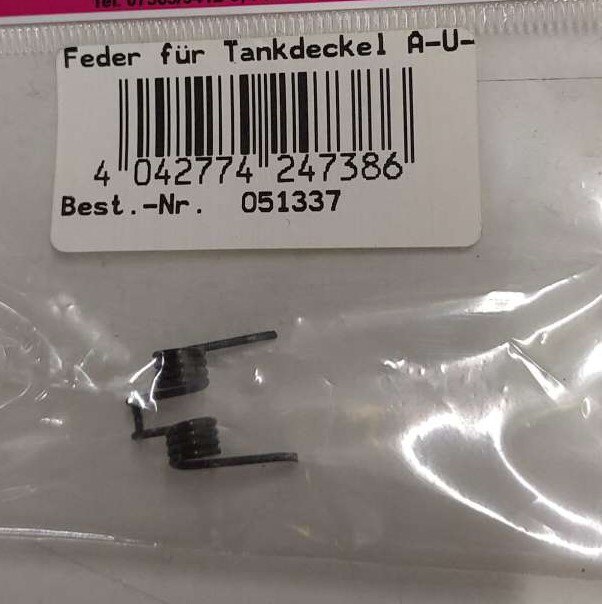 Feder für Tankdeckel A-U-
4 042774 247386
Best.-Nr. 051337